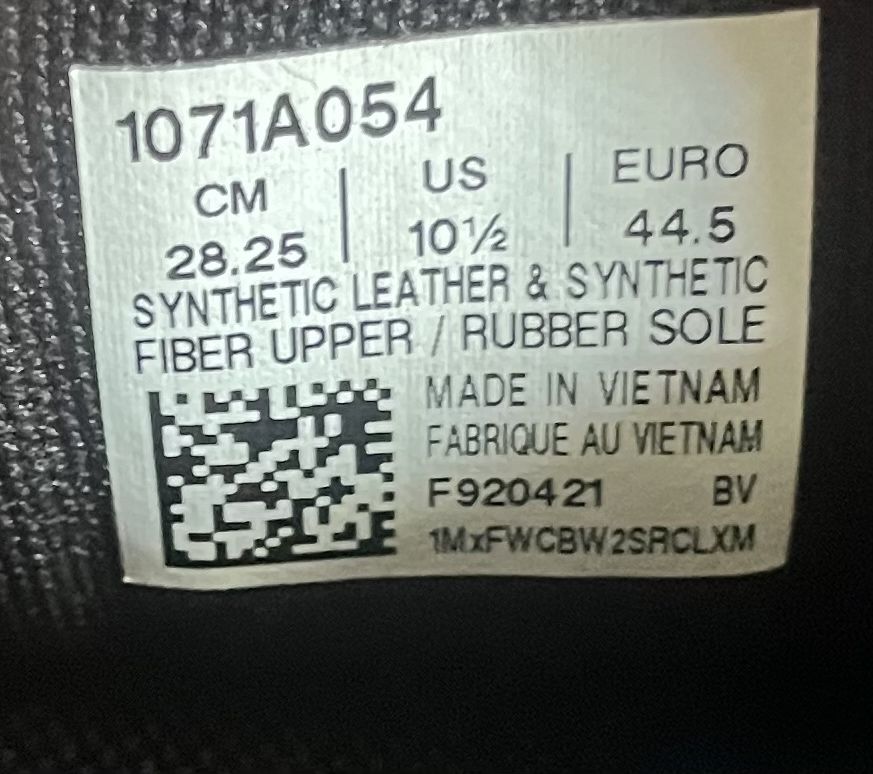 1071A054
CM | US | EURO
28.25 | 10½ | 44.5
SYNTHETIC LEATHER & SYNTHETIC
FIBER UPPER / RUBBER SOLE
MADE IN VIETNAM
FABRIQUE AU VIETNAM
F920421 BV
1MxFWCBW2SRCLXM